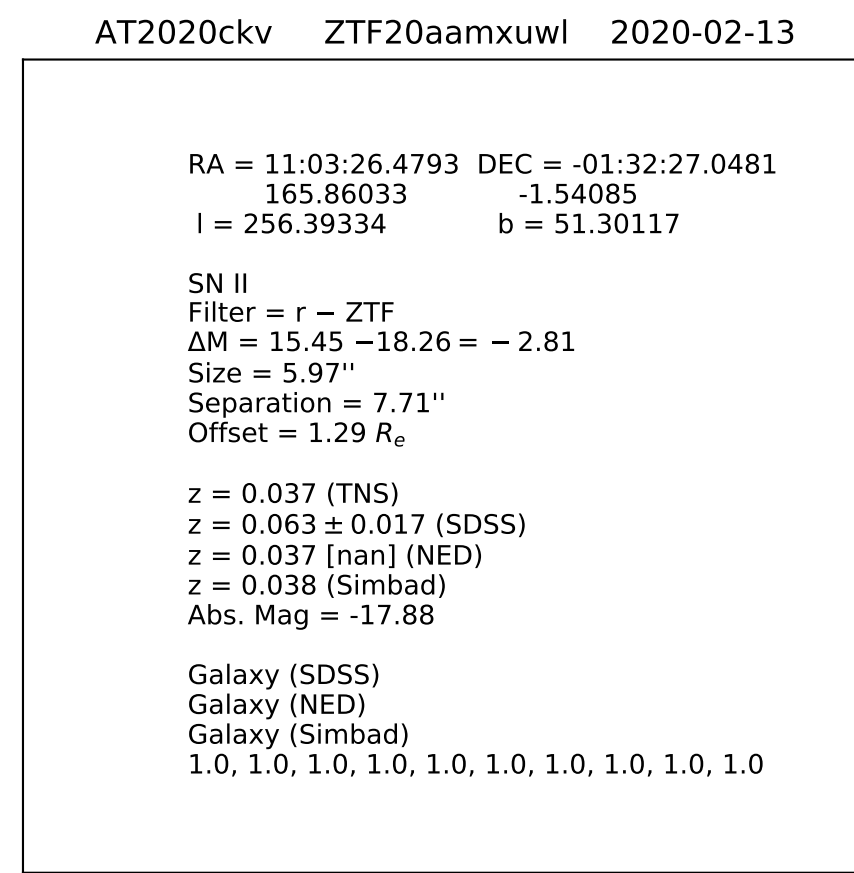 AT2020ckv ZTF20aamxuwl 2020-02-13
RA = 11:03:26.4793 DEC = -01:32:27.0481
165.86033 -1.54085
l = 256.39334 b = 51.30117
SN II
Filter = r − ZTF
ΔM = 15.45 −18.26 = − 2.81
Size = 5.97''
Separation = 7.71''
Offset = 1.29 Re
z = 0.037 (TNS)
z = 0.063 ± 0.017 (SDSS)
z = 0.037 [nan] (NED)
z = 0.038 (Simbad)
Abs. Mag = -17.88
Galaxy (SDSS)
Galaxy (NED)
Galaxy (Simbad)
1.0, 1.0, 1.0, 1.0, 1.0, 1.0, 1.0, 1.0, 1.0, 1.0